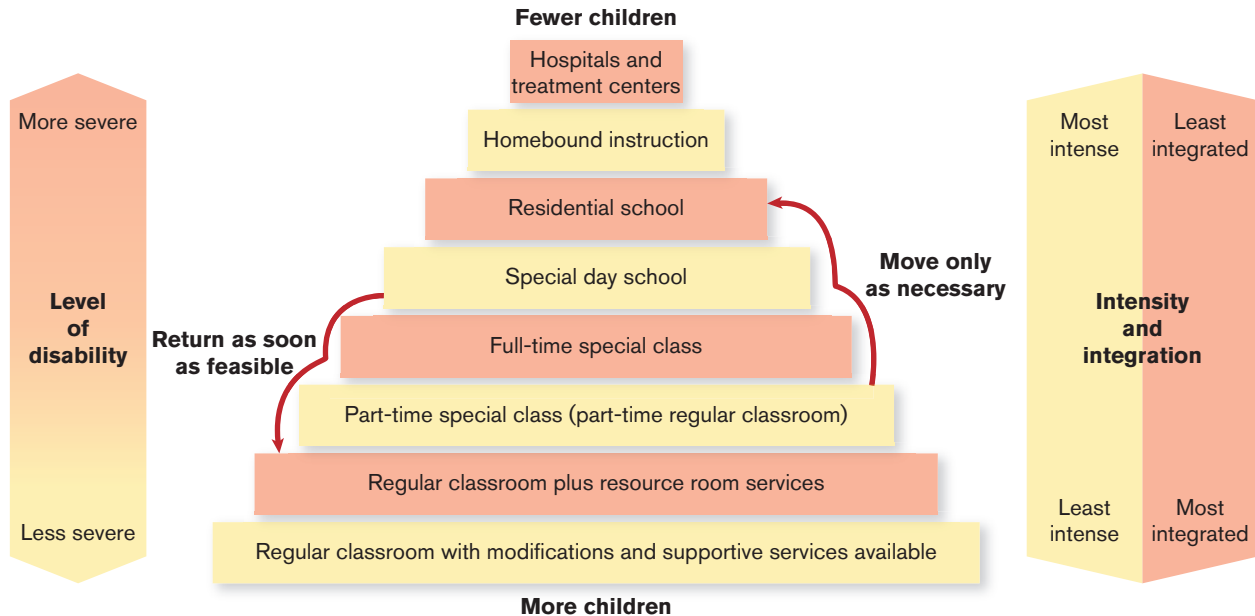 Fewer children
Hospitals and
treatment centers
Homebound instruction
Residential school
Special day school
Full-time special class
Part-time special class (part-time regular classroom)
Regular classroom plus resource room services
Regular classroom with modifications and supportive services available
More children
More severe
Level
of
disability
Less severe
Return as soon
as feasible
Move only
as necessary
Most
intense
Least
integrated
Intensity
and
integration
Least
intense
Most
integrated